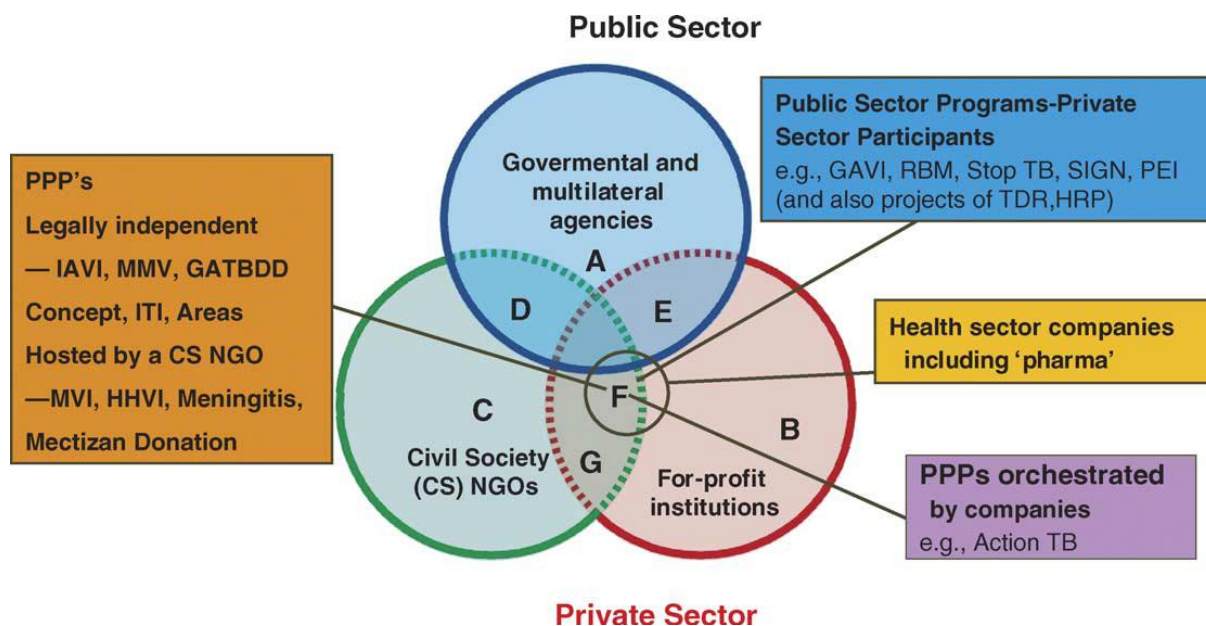 Public Sector
PPP's
Legally independent
— IAVI, MMV, GATBDD
Concept, ITI, Areas
Hosted by a CS NGO
—MVI, HHVI, Meningitis,
Mectizan Donation
Govermental and
multilateral
agencies
A
D
E
F
C
B
G
Civil Society
(CS) NGOs
For-profit
institutions
Public Sector Programs-Private
Sector Participants
e.g., GAVI, RBM, Stop TB, SIGN, PEI
(and also projects of TDR,HRP)
Health sector companies
including 'pharma'
PPPs orchestrated
by companies
e.g., Action TB
Private Sector